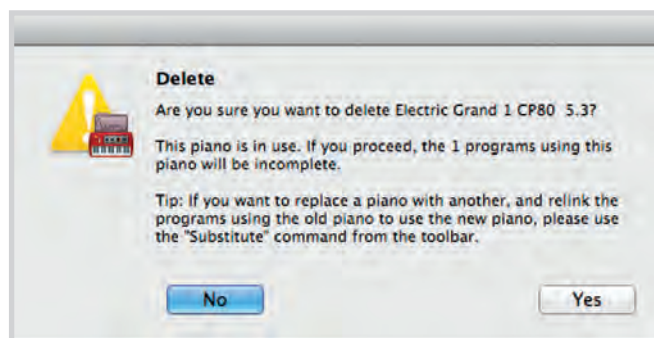 Delete
Are you sure you want to delete Electric Grand 1 CP80  5.3?
This piano is in use. If you proceed, the 1 programs using this
piano will be incomplete.
Tip: If you want to replace a piano with another, and relink the
programs using the old piano to use the new piano, please use
the "Substitute" command from the toolbar.
No
Yes